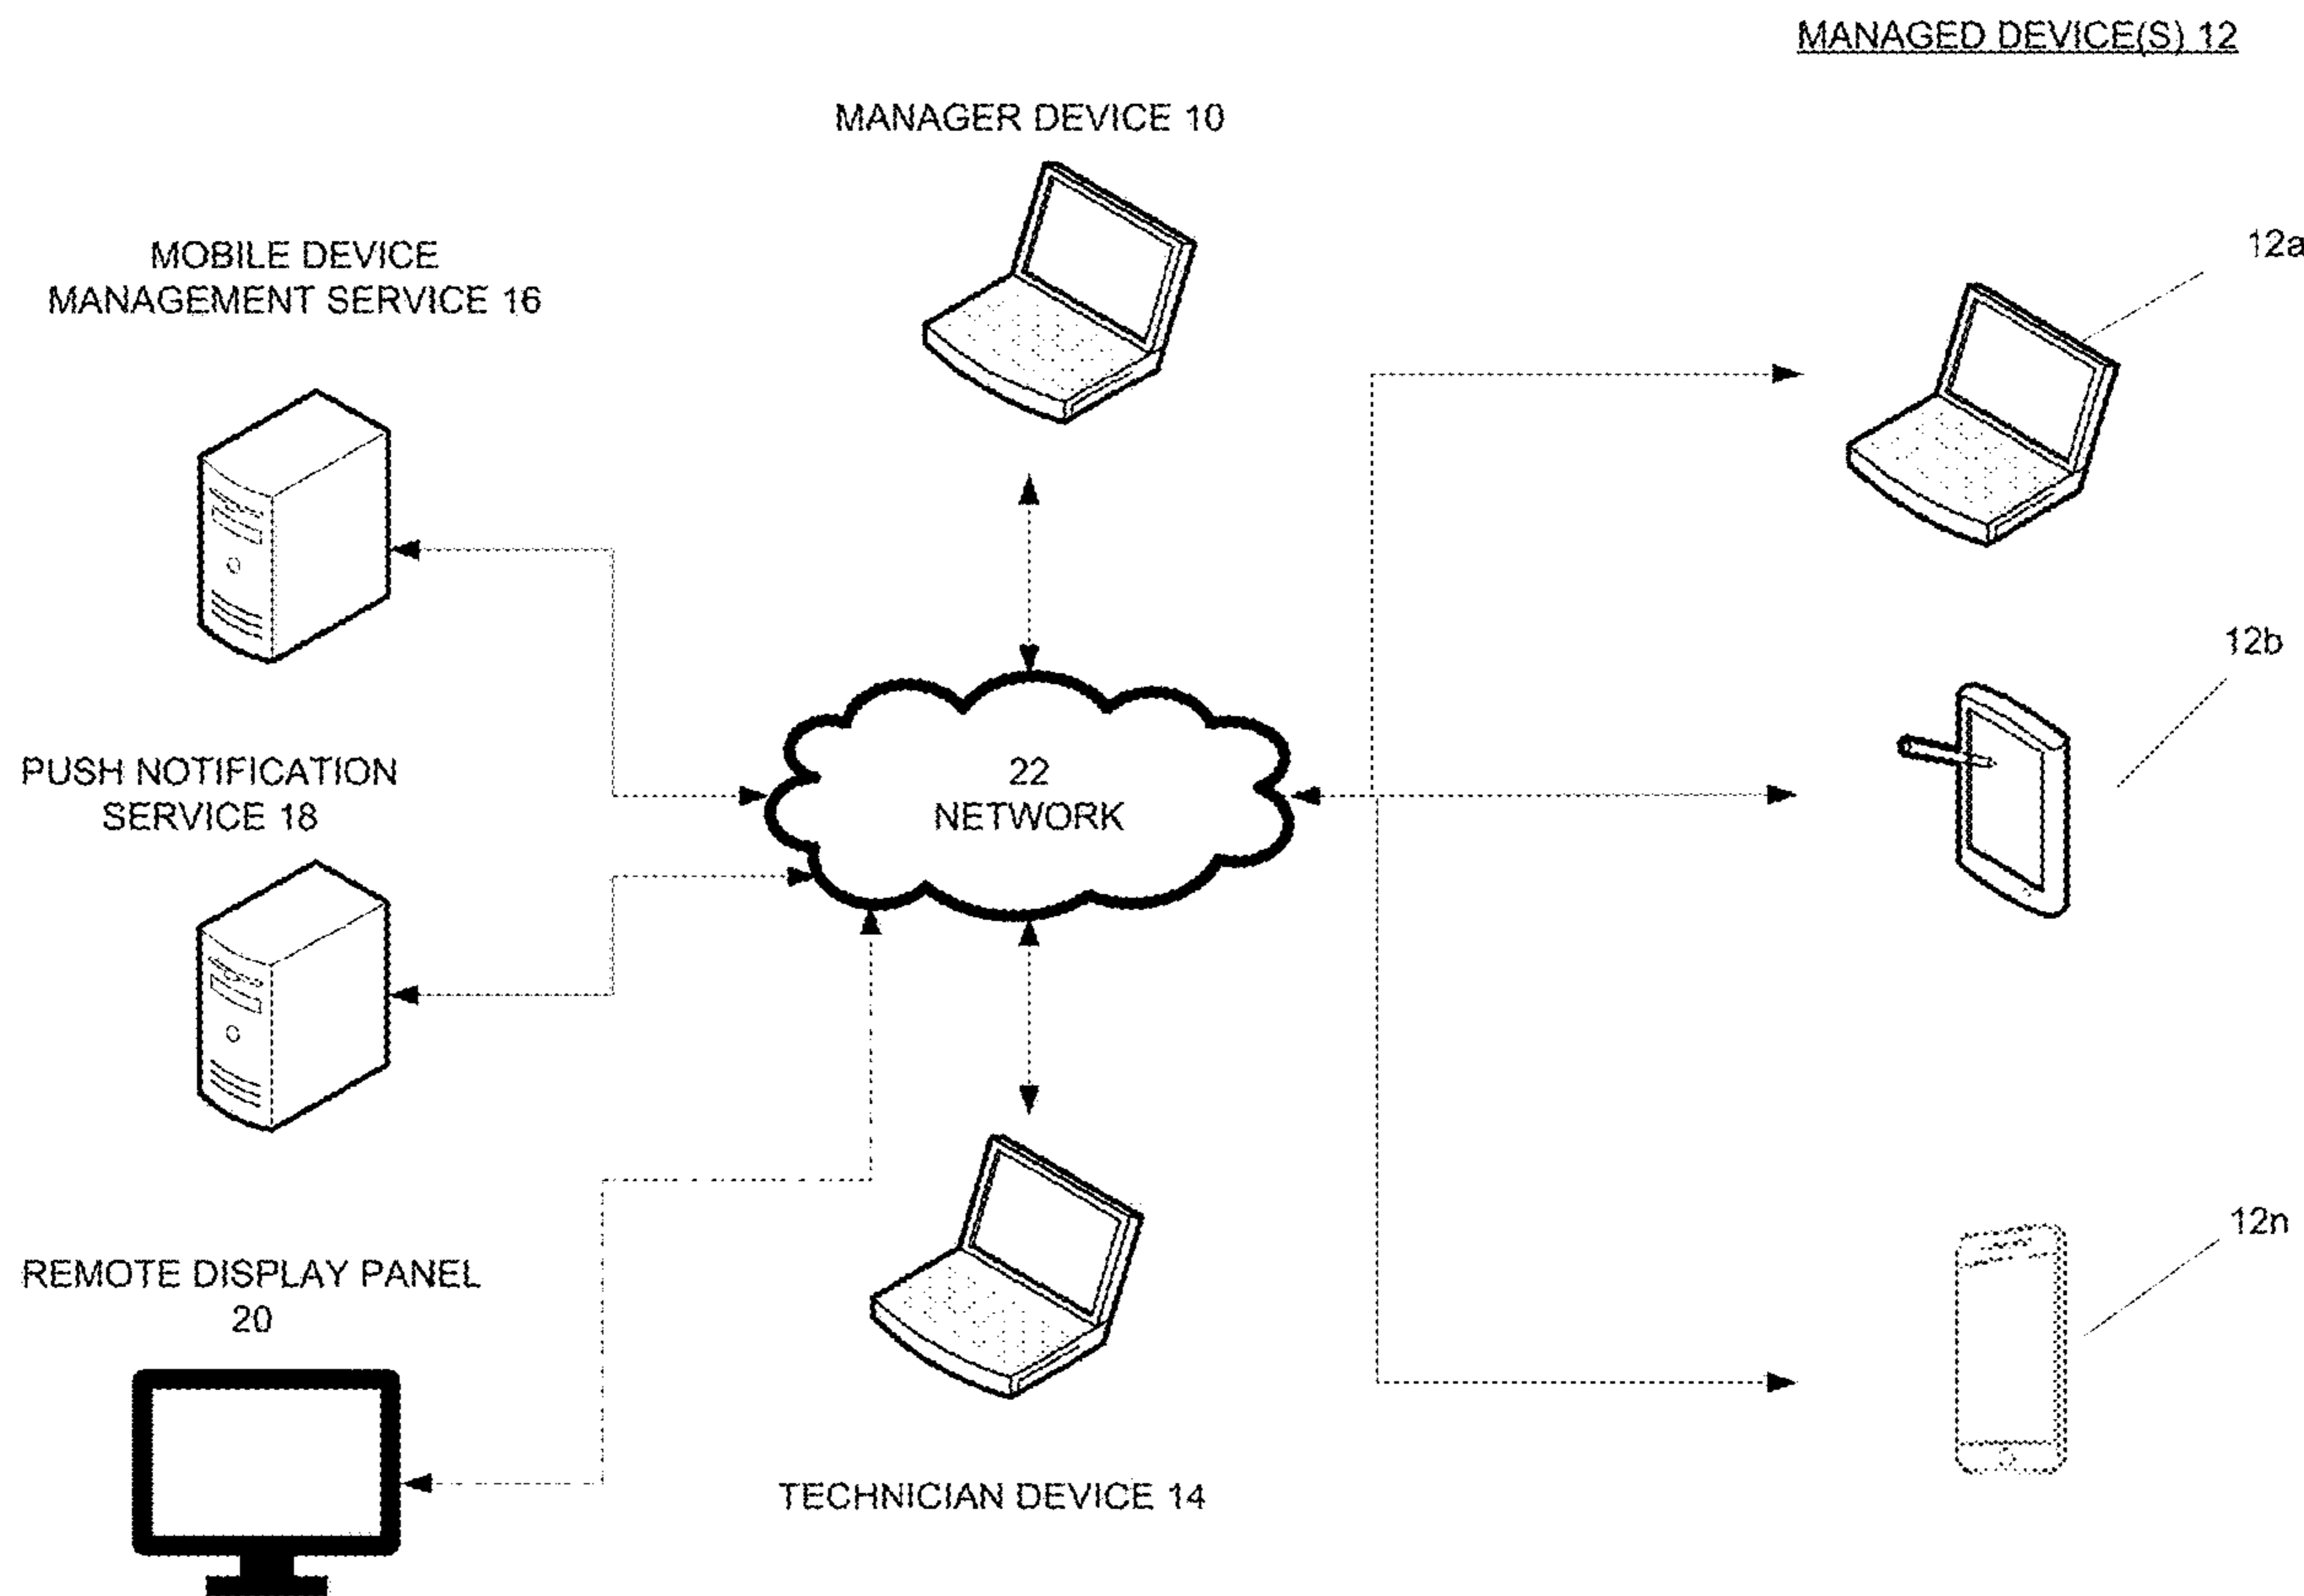 MANAGED DEVICE(S) 12
MANAGER DEVICE 10
MOBILE DEVICE
MANAGEMENT SERVICE 16
12a
12b
PUSH NOTIFICATION
SERVICE 18
22
NETWORK
12n
REMOTE DISPLAY PANEL
20
TECHNICIAN DEVICE 14